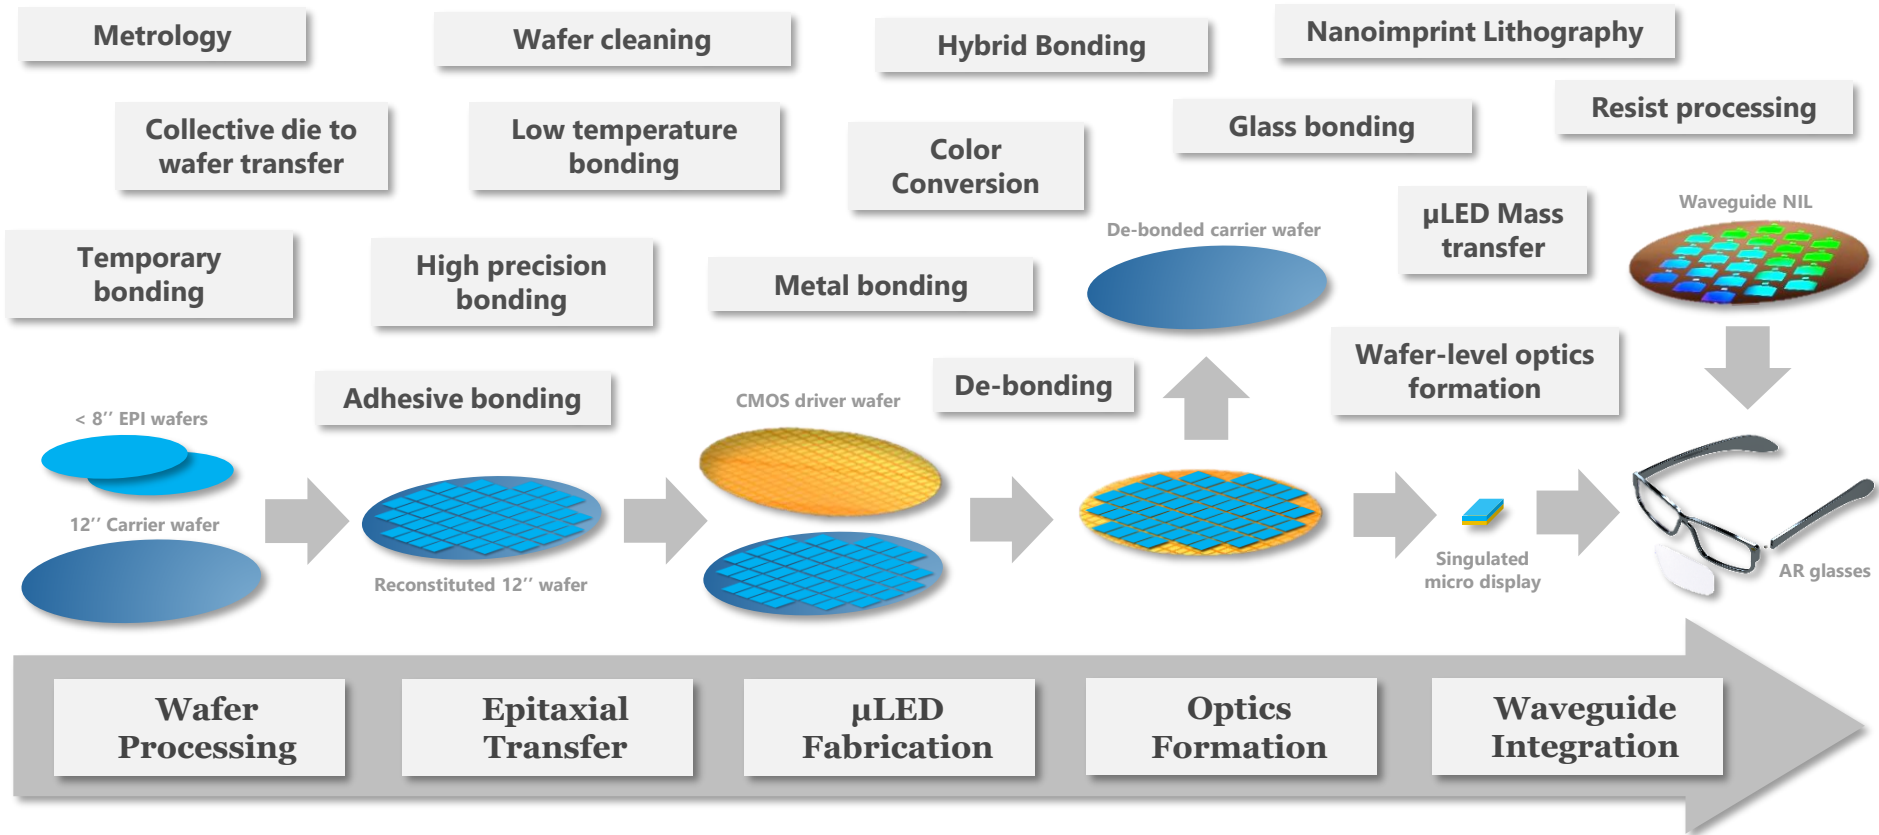 Metrology
Wafer cleaning
Hybrid Bonding
Nanoimprint Lithography
Collective die to
wafer transfer
Low temperature
bonding
Color
Conversion
Glass bonding
Resist processing
Temporary
bonding
High precision
bonding
Metal bonding
De-bonded carrier wafer
µLED Mass
transfer
Waveguide NIL
Adhesive bonding
De-bonding
Wafer-level optics
formation
< 8’’ EPI wafers
12’’ Carrier wafer
Reconstituted 12’’ wafer
CMOS driver wafer
Singulated
micro display
AR glasses
Wafer
Processing
Epitaxial
Transfer
µLED
Fabrication
Optics
Formation
Waveguide
Integration